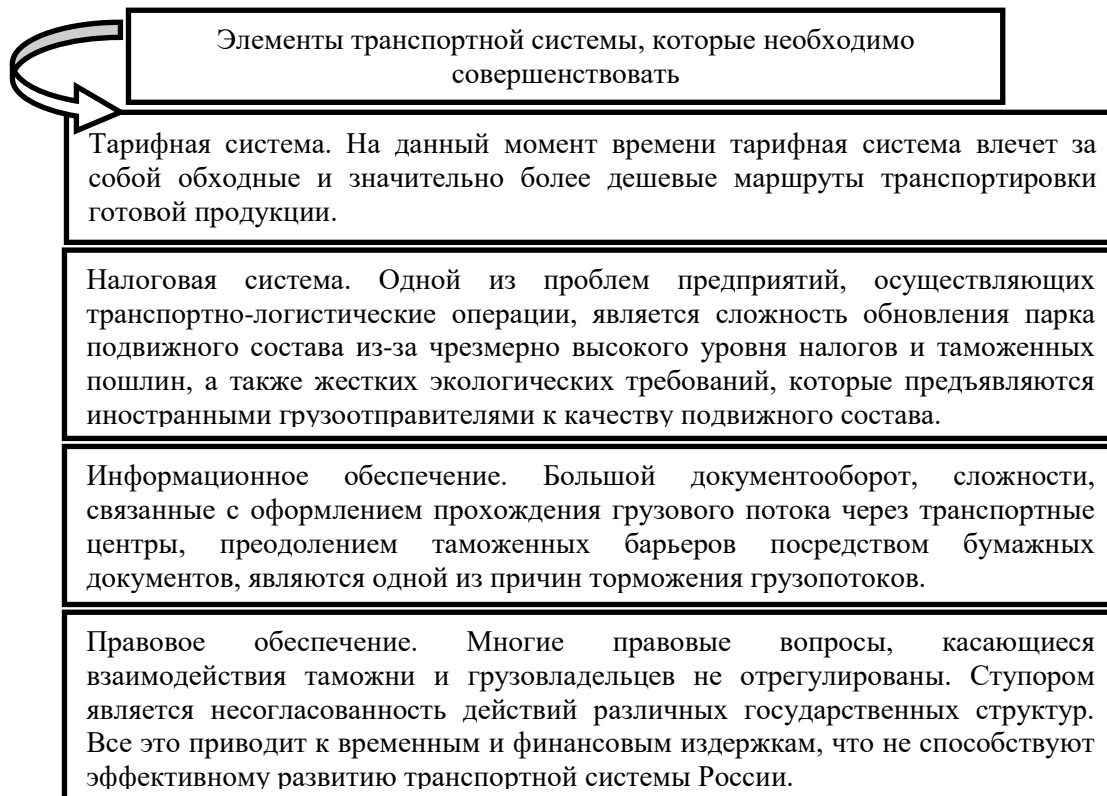 Элементы транспортной системы, которые необходимо
совершенствовать
Тарифная система. На данный момент времени тарифная система влечет за
собой обходные и значительно более дешевые маршруты транспортировки
готовой продукции.
Налоговая система. Одной из проблем предприятий, осуществляющих
транспортно-логистические операции, является сложность обновления парка
подвижного состава из-за чрезмерно высокого уровня налогов и таможенных
пошлин, а также жестких экологических требований, которые предъявляются
иностранными грузоотправителями к качеству подвижного состава.
Информационное обеспечение. Большой документооборот, сложности,
связанные с оформлением прохождения грузового потока через транспортные
центры, преодолением таможенных барьеров посредством бумажных
документов, являются одной из причин торможения грузопотоков.
Правовое обеспечение. Многие правовые вопросы, касающиеся
взаимодействия таможни и грузовладельцев не отрегулированы. Ступором
является несогласованность действий различных государственных структур.
Все это приводит к временным и финансовым издержкам, что не способствуют
эффективному развитию транспортной системы России.